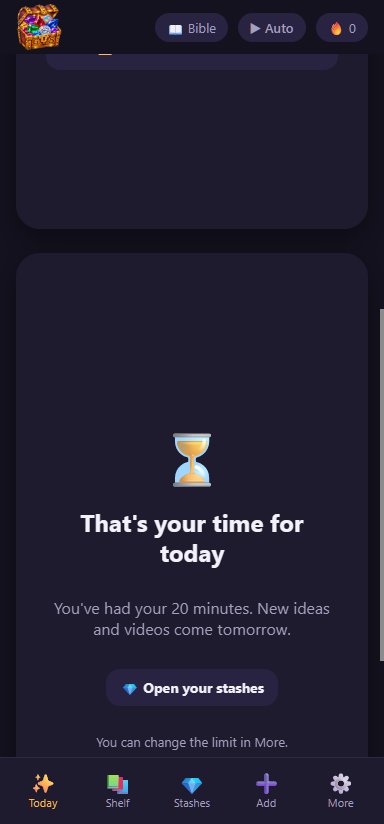 Bible
Auto
0
That's your time for
today
You've had your 20 minutes. New ideas
and videos come tomorrow.
Open your stashes
You can change the limit in More.
Today
Shelf
Stashes
Add
More